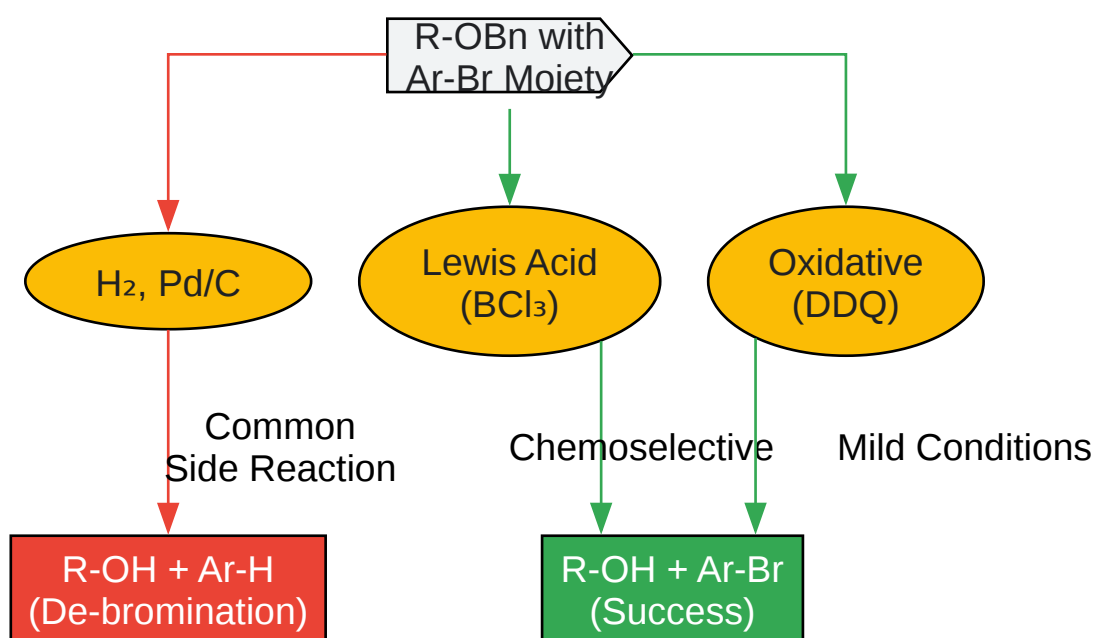 R-OBn with
Ar-Br Moiety
H₂, Pd/C
Lewis Acid
(BCl₃)
Oxidative
(DDQ)
Common
Side Reaction
Chemoselective
Mild Conditions
R-OH + Ar-H
(De-bromination)
R-OH + Ar-Br
(Success)